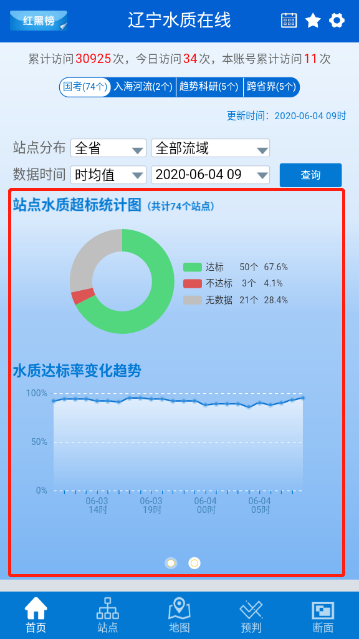 红黑榜 辽宁水质在线
累计访问30925次，今日访问34次，本账号累计访问11次
国考(74个) 入海河流(2个) 趋势科研(5个) 跨省界(5个)
更新时间：2020-06-04 09时
站点分布 全省 全部流域
数据时间 时均值 2020-06-04 09 查询
站点水质超标统计图（共计74个站点）
达标 50个 67.6%
不达标 3个 4.1%
无数据 21个 28.4%
水质达标率变化趋势
100%
50%
0%
06-03 06-03 06-04 06-04
14时 19时 00时 05时
首页 站点 地图 预判 断面